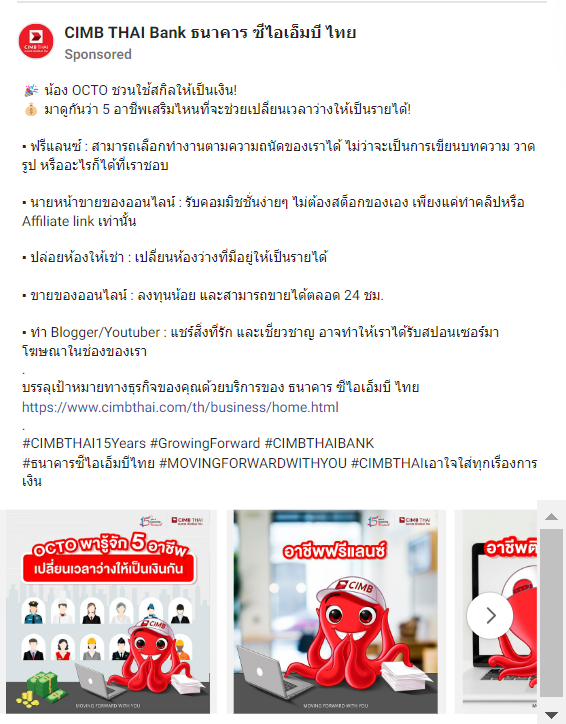 CIMB THAI Bank ธนาคาร ซีไอเอ็มบี ไทย
Sponsored
🎉 น้อง OCTO ชวนใช้สกิลให้เป็นเงิน!
💰 มาดูกันว่า 5 อาชีพเสริมไหนที่จะช่วยเปลี่ยนเวลาว่างให้เป็นรายได้!
▪ ฟรีแลนซ์ : สามารถเลือกทำงานตามความถนัดของเราได้ ไม่ว่าจะเป็นการเขียนบทความ วาด
รูป หรืออะไรก็ได้ที่เราชอบ
▪ นายหน้าขายของออนไลน์ : รับคอมมิชชั่นง่ายๆ ไม่ต้องสต็อกของเอง เพียงแค่ทำคลิปหรือ
Affiliate link เท่านั้น
▪ ปล่อยห้องให้เช่า : เปลี่ยนห้องว่างที่มีอยู่ให้เป็นรายได้
▪ ขายของออนไลน์ : ลงทุนน้อย และสามารถขายได้ตลอด 24 ชม.
▪ ทำ Blogger/Youtuber : แชร์สิ่งที่รัก และเชี่ยวชาญ อาจทำให้เราได้รับสปอนเซอร์มา
โฆษณาในช่องของเรา
.
บรรลุเป้าหมายทางธุรกิจของคุณด้วยบริการของ ธนาคาร ซีไอเอ็มบี ไทย
https://www.cimbthai.com/th/business/home.html
.
#CIMBTHAI15Years #GrowingForward #CIMBTHAIBANK
#ธนาคารซีไอเอ็มบีไทย #MOVINGFORWARDWITHYOU #CIMBTHAIเอาใจใส่ทุกเรื่องการ
เงิน
CIMB THAI
OCTO พารู้จัก 5 อาชีพ
เปลี่ยนเวลาว่างให้เป็นเงินกัน
CIMB
MOVING FORWARD WITH YOU
CIMB THAI
อาชีพฟรีแลนซ์
CIMB
MOVING FORWARD WITH YOU
MOVING